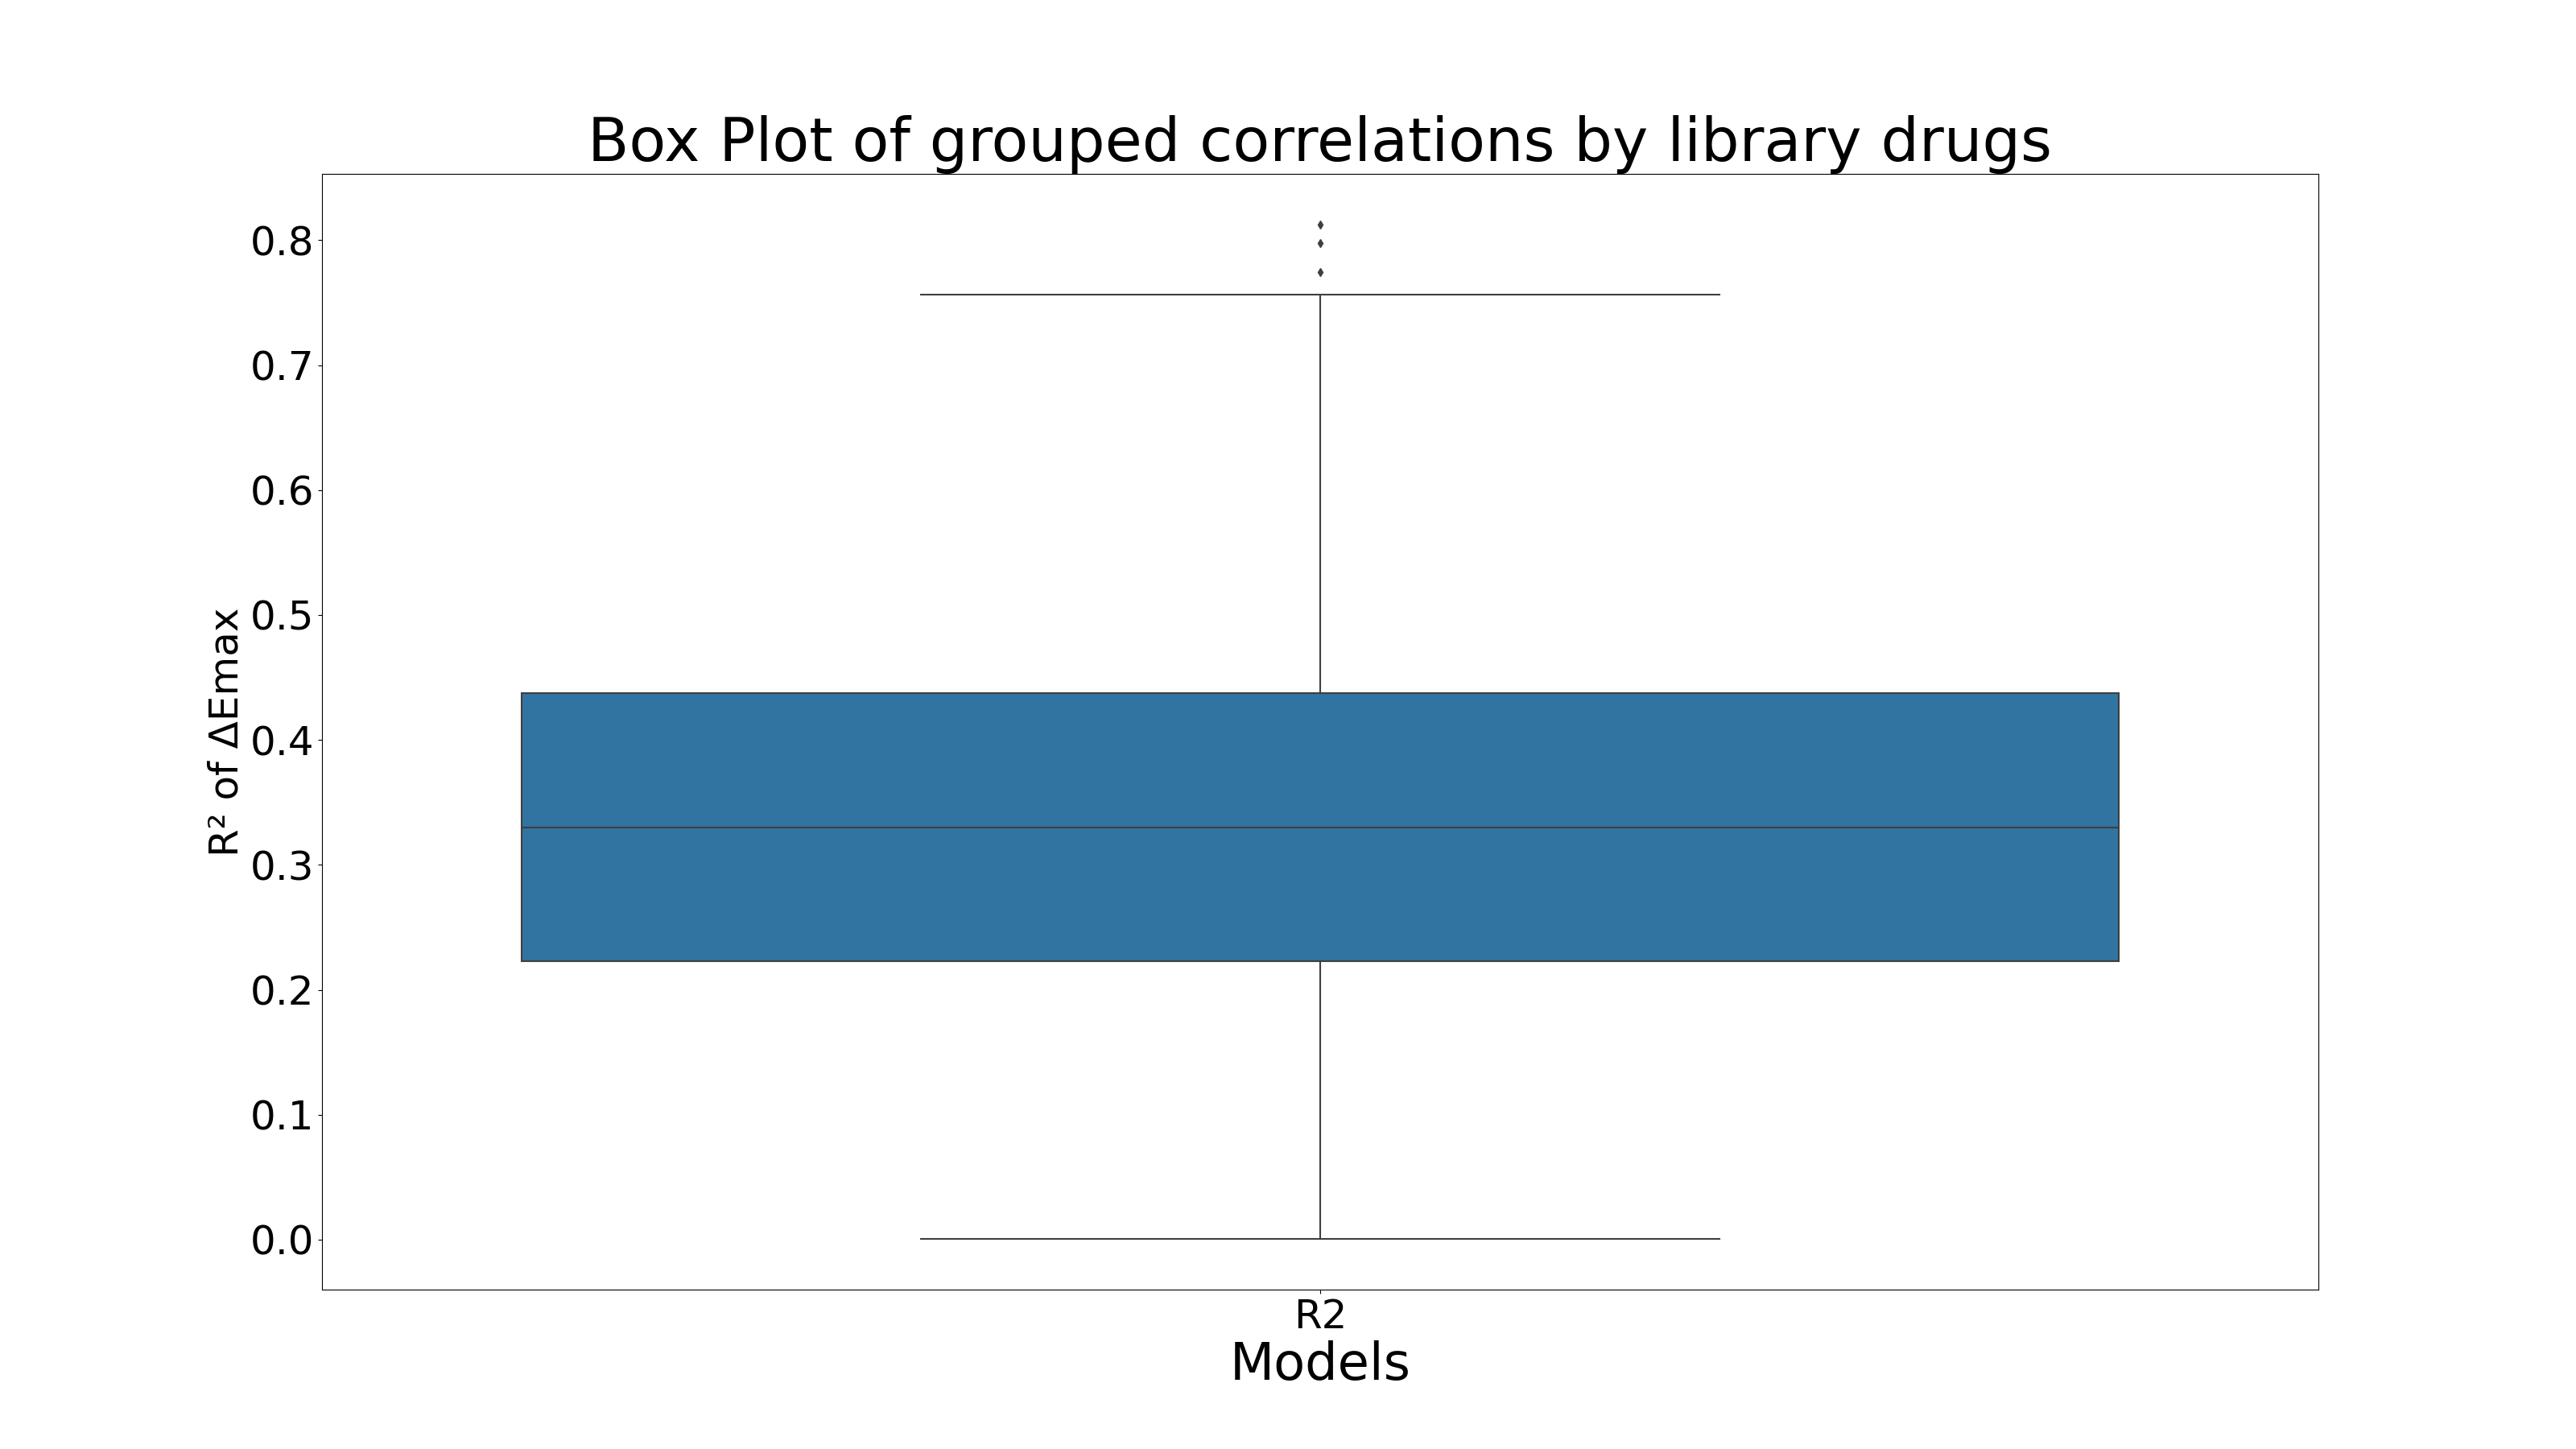 Box Plot of grouped correlations by library drugs
R² of ΔEmax
0.8
0.7
0.6
0.5
0.4
0.3
0.2
0.1
0.0
R2
Models